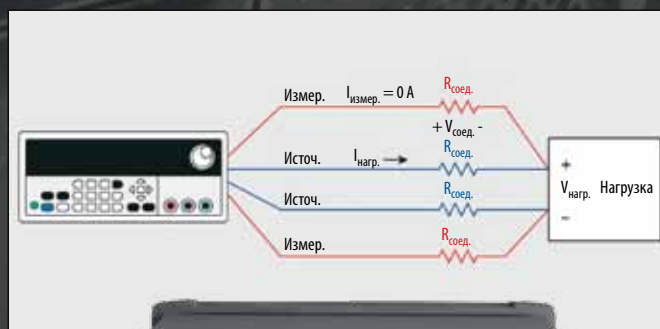 Измер. Iизмер. = 0 A Rсоед.
+ Vсоед. -
Источ. Iнагр. Rсоед.
+
Источ. Rсоед. Vнагр. Нагрузка
–
Измер. Rсоед.